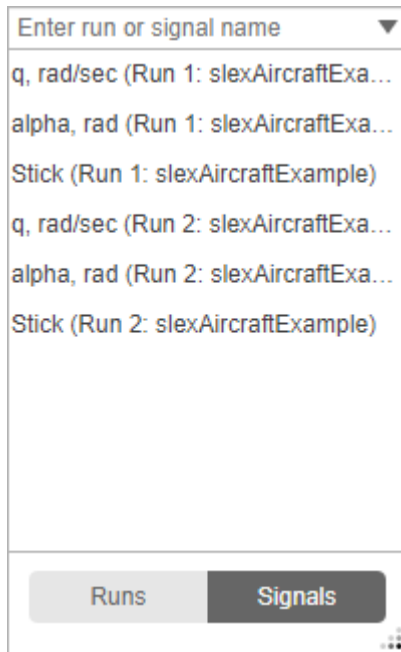 Enter run or signal name
q, rad/sec (Run 1: slexAircraftExa...
alpha, rad (Run 1: slexAircraftExa...
Stick (Run 1: slexAircraftExample)
q, rad/sec (Run 2: slexAircraftExa...
alpha, rad (Run 2: slexAircraftExa...
Stick (Run 2: slexAircraftExample)
Runs Signals